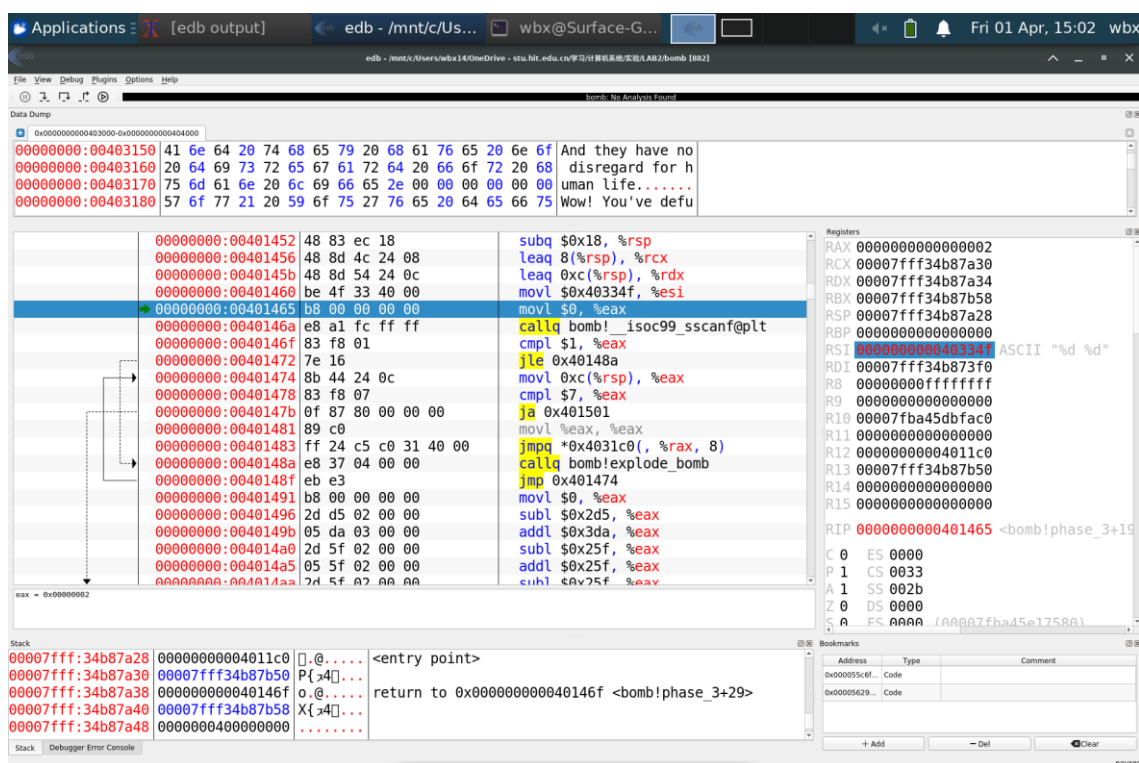 Applications [edb output] edb - /mnt/c/Us... wbx@Surface-G... Fri 01 Apr, 15:02 wbx
edb
edb - /mnt/c/Users/wbx14/OneDrive - stu.hit.edu.cn/学习/计算机系统/实验/LAB2/bomb [882]
File View Debug Plugins Options Help
bomb: No Analysis Found
Data Dump
0x0000000000403000-0x0000000000404000
00000000:00403150 41 6e 64 20 74 68 65 79 20 68 61 76 65 20 6e 6f And they have no
00000000:00403160 20 64 69 73 72 65 67 61 72 64 20 66 6f 72 20 68  disregard for h
00000000:00403170 75 6d 61 6e 20 6c 69 66 65 2e 00 00 00 00 00 00 uman life.......
00000000:00403180 57 6f 77 21 20 59 6f 75 27 76 65 20 64 65 66 75 Wow! You've defu
00000000:00401452 48 83 ec 18 subq $0x18, %rsp
00000000:00401456 48 8d 4c 24 08 leaq 8(%rsp), %rcx
00000000:0040145b 48 8d 54 24 0c leaq 0xc(%rsp), %rdx
00000000:00401460 be 4f 33 40 00 movl $0x40334f, %esi
00000000:00401465 b8 00 00 00 00 movl $0, %eax
00000000:0040146a e8 a1 fc ff ff callq bomb!__isoc99_sscanf@plt
00000000:0040146f 83 f8 01 cmpl $1, %eax
00000000:00401472 7e 16 jle 0x40148a
00000000:00401474 8b 44 24 0c movl 0xc(%rsp), %eax
00000000:00401478 83 f8 07 cmpl $7, %eax
00000000:0040147b 0f 87 80 00 00 00 ja 0x401501
00000000:00401481 89 c0 movl %eax, %eax
00000000:00401483 ff 24 c5 c0 31 40 00 jmpq *0x4031c0(, %rax, 8)
00000000:0040148a e8 37 04 00 00 callq bomb!explode_bomb
00000000:0040148f eb e3 jmp 0x401474
00000000:00401491 b8 00 00 00 00 movl $0, %eax
00000000:00401496 2d d5 02 00 00 subl $0x2d5, %eax
00000000:0040149b 05 da 03 00 00 addl $0x3da, %eax
00000000:004014a0 2d 5f 02 00 00 subl $0x25f, %eax
00000000:004014a5 05 5f 02 00 00 addl $0x25f, %eax
00000000:004014aa 2d 5f 02 00 00 subl $0x25f, %eax
eax = 0x00000002
Registers
RAX 0000000000000002
RCX 00007fff34b87a30
RDX 00007fff34b87a34
RBX 00007fff34b87b58
RSP 00007fff34b87a28
RBP 0000000000000000
RSI 000000000040334f ASCII "%d %d"
RDI 00007fff34b873f0
R8 00000000ffffffff
R9 0000000000000000
R10 00007fba45dbfac0
R11 0000000000000000
R12 00000000004011c0
R13 00007fff34b87b50
R14 0000000000000000
R15 0000000000000000
RIP 0000000000401465 <bomb!phase_3+19
C 0 ES 0000
P 1 CS 0033
A 1 SS 002b
Z 0 DS 0000
S 0 FS 0000 (00007fba45e17580)
Stack
00007fff:34b87a28 00000000004011c0 .@..... <entry point>
00007fff:34b87a30 00007fff34b87b50
00007fff:34b87a38 000000000040146f o.@..... return to 0x000000000040146f <bomb!phase_3+29>
00007fff:34b87a40 00007fff34b87b58
00007fff:34b87a48 0000000400000000 ........
Stack Debugger Error Console
Bookmarks
Address Type Comment
0x000055c6f... Code
0x00005629... Code
+ Add - Del Clear